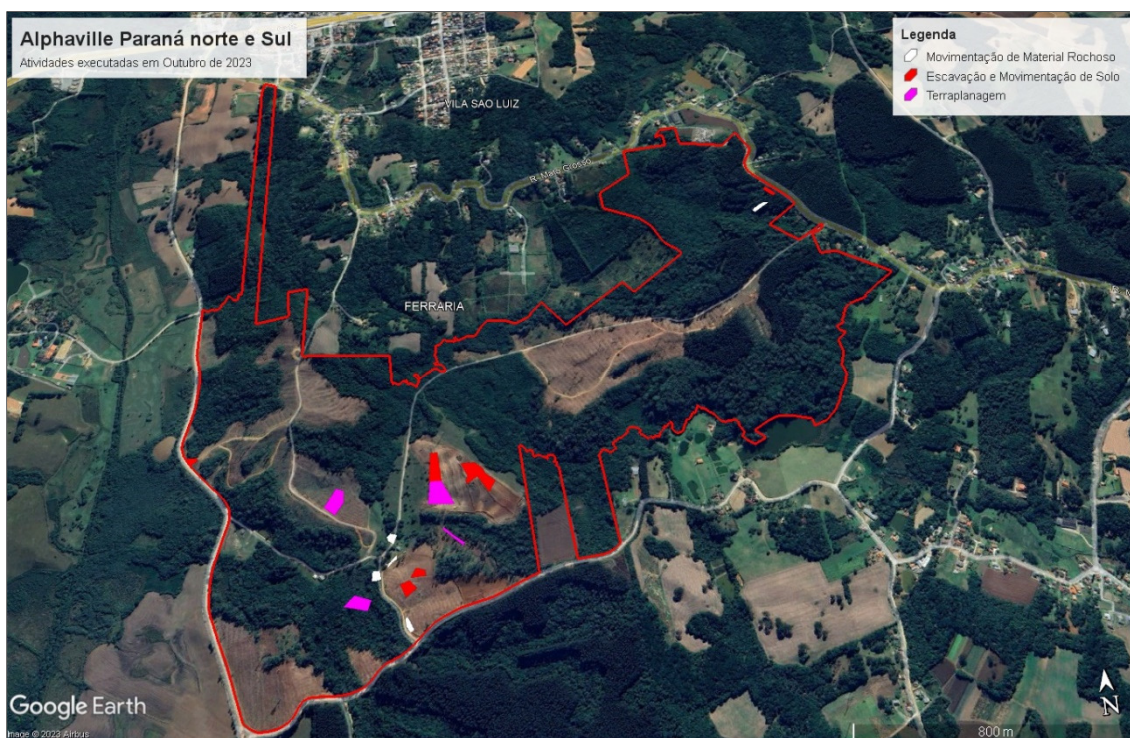 Alphaville Paraná norte e Sul
Atividades executadas em Outubro de 2023
Legenda
Movimentação de Material Rochoso
Escavação e Movimentação de Solo
Terraplanagem
VILA SAO LUIZ
R. Mato Grosso
FERRARIA
Google Earth
Image © 2023 Airbus
800 m
N